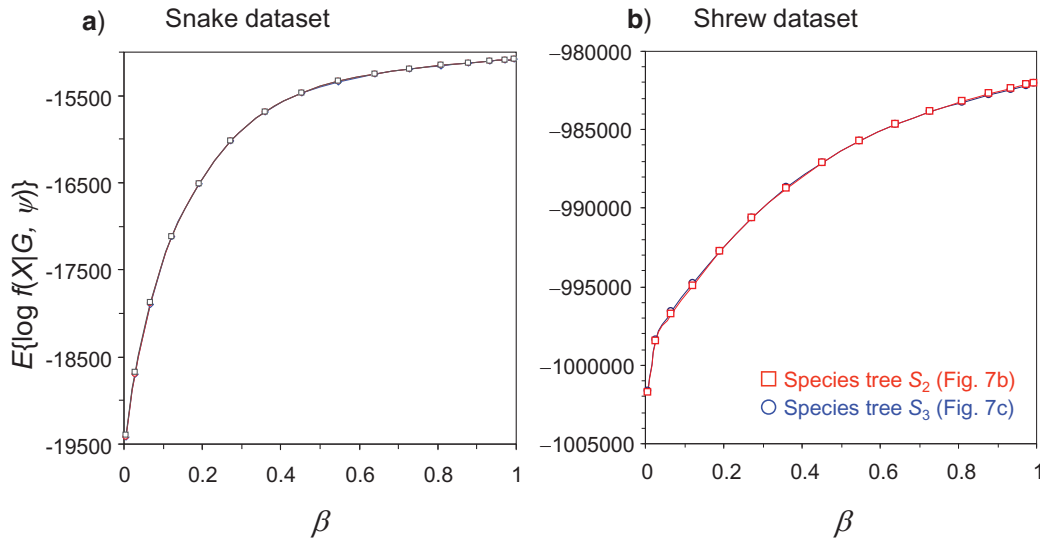 a) Snake dataset
b) Shrew dataset
E{log f(X|G, ψ)}
-15500
-16500
-17500
-18500
-19500
0 0.2 0.4 0.6 0.8 1
β
−980000
−985000
−990000
−995000
−1000000
−1005000
Species tree S2 (Fig. 7b)
Species tree S3 (Fig. 7c)
0 0.2 0.4 0.6 0.8 1
β